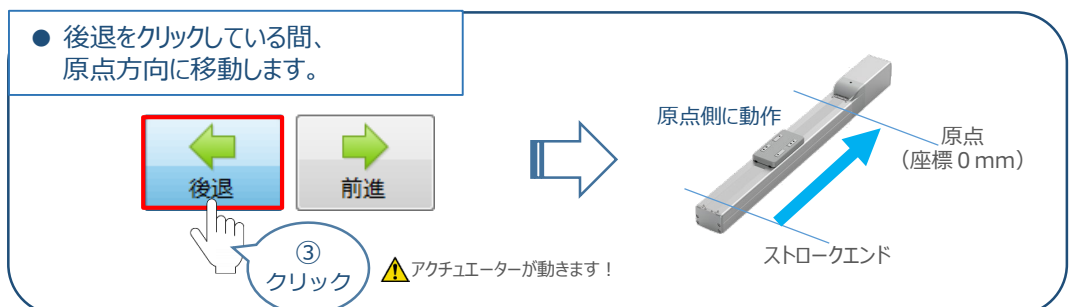 ● 後退をクリックしている間、
原点方向に移動します。
後退
前進
③
クリック
アクチュエーターが動きます！
原点側に動作
原点
（座標０mm）
ストロークエンド